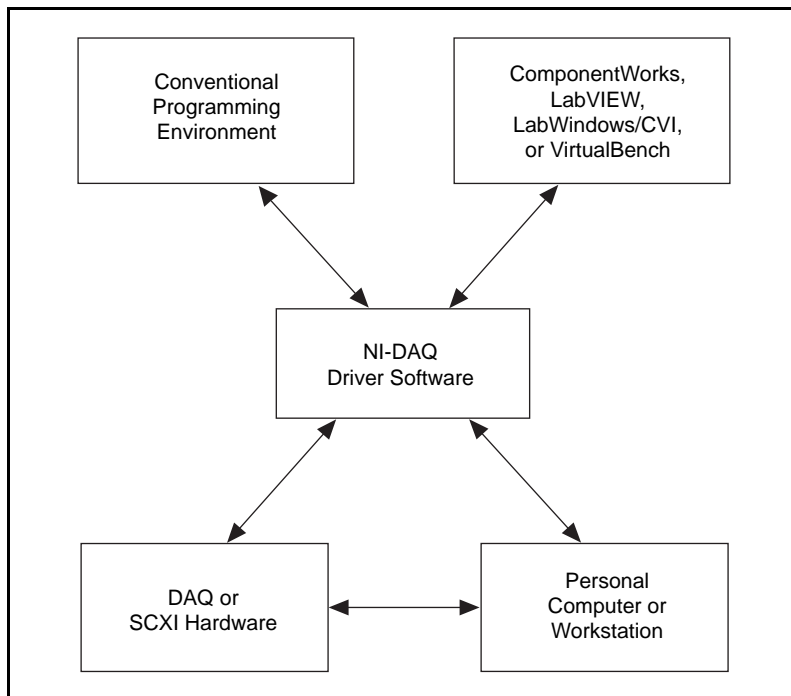 Conventional
Programming
Environment
ComponentWorks,
LabVIEW,
LabWindows/CVI,
or VirtualBench
NI-DAQ
Driver Software
DAQ or
SCXI Hardware
Personal
Computer or
Workstation